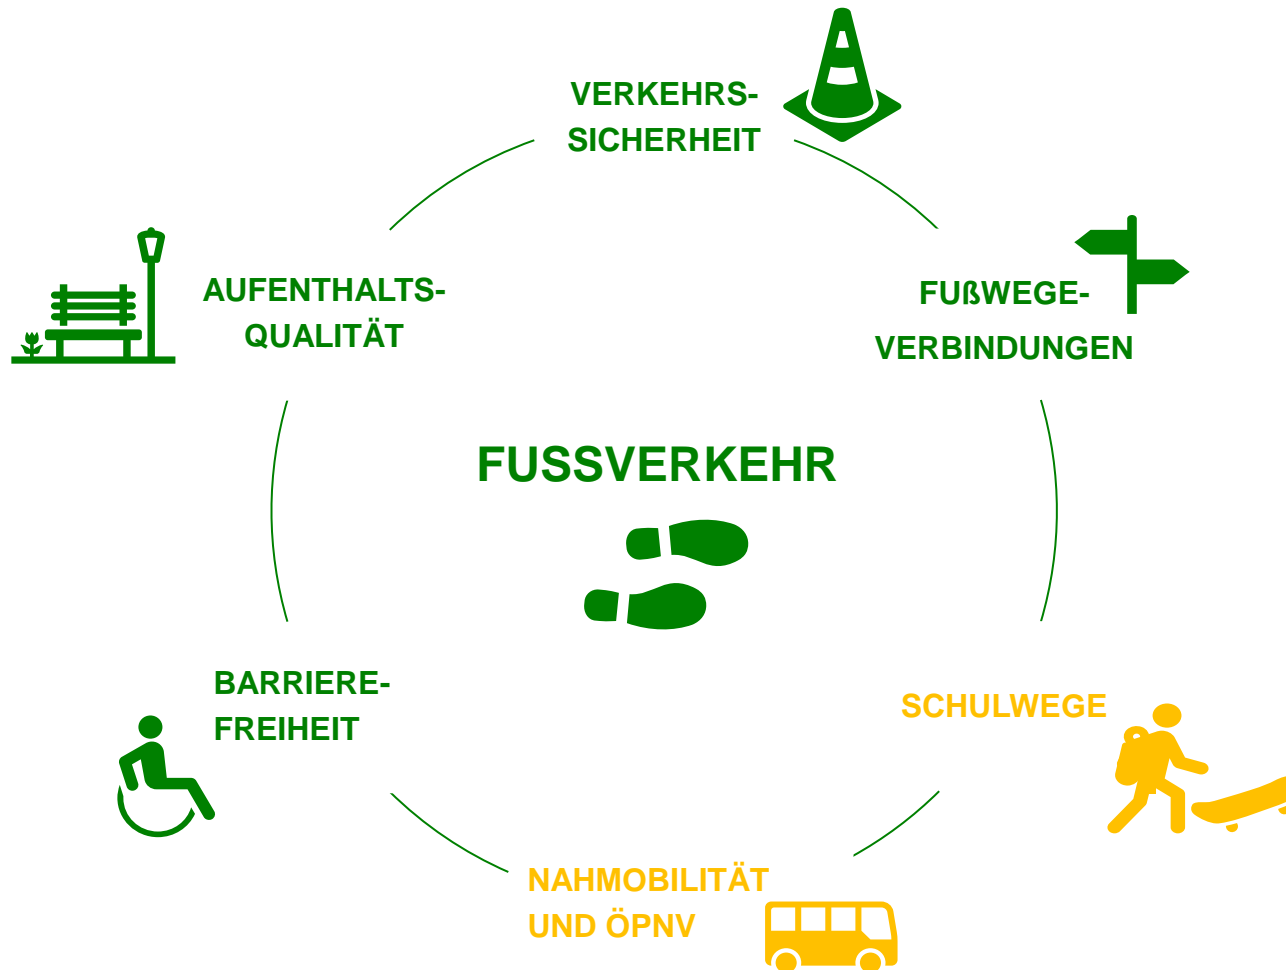 VERKEHRS-
SICHERHEIT
AUFENTHALTS-
QUALITÄT
FUßWEGE-
VERBINDUNGEN
FUSSVERKEHR
BARRIERE-
FREIHEIT
SCHULWEGE
NAHMOBILITÄT
UND ÖPNV